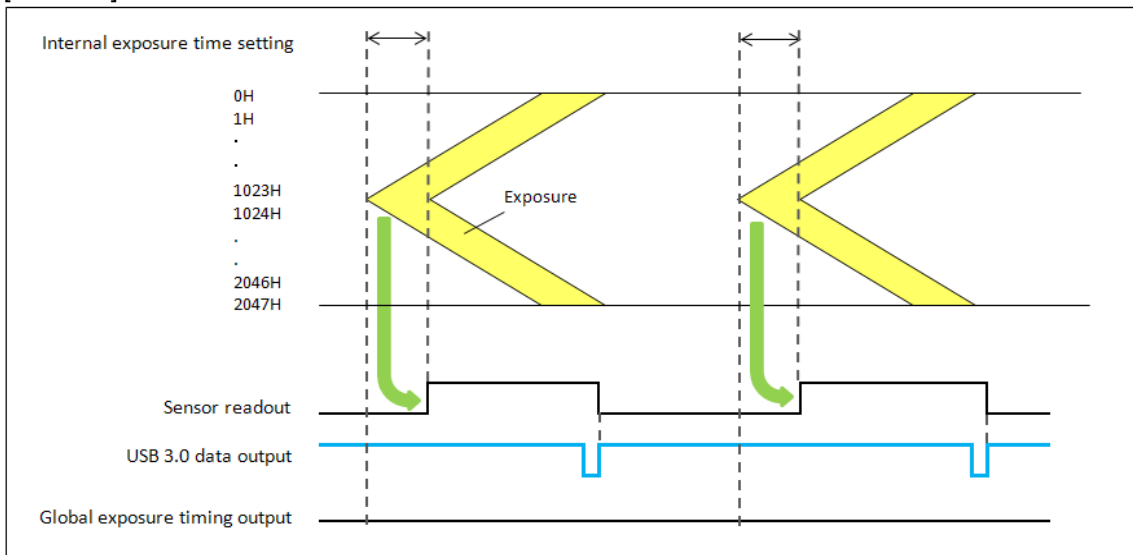 Internal exposure time setting
0H
1H
.
.
1023H
1024H
.
.
2046H
2047H
Exposure
Sensor readout
USB 3.0 data output
Global exposure timing output